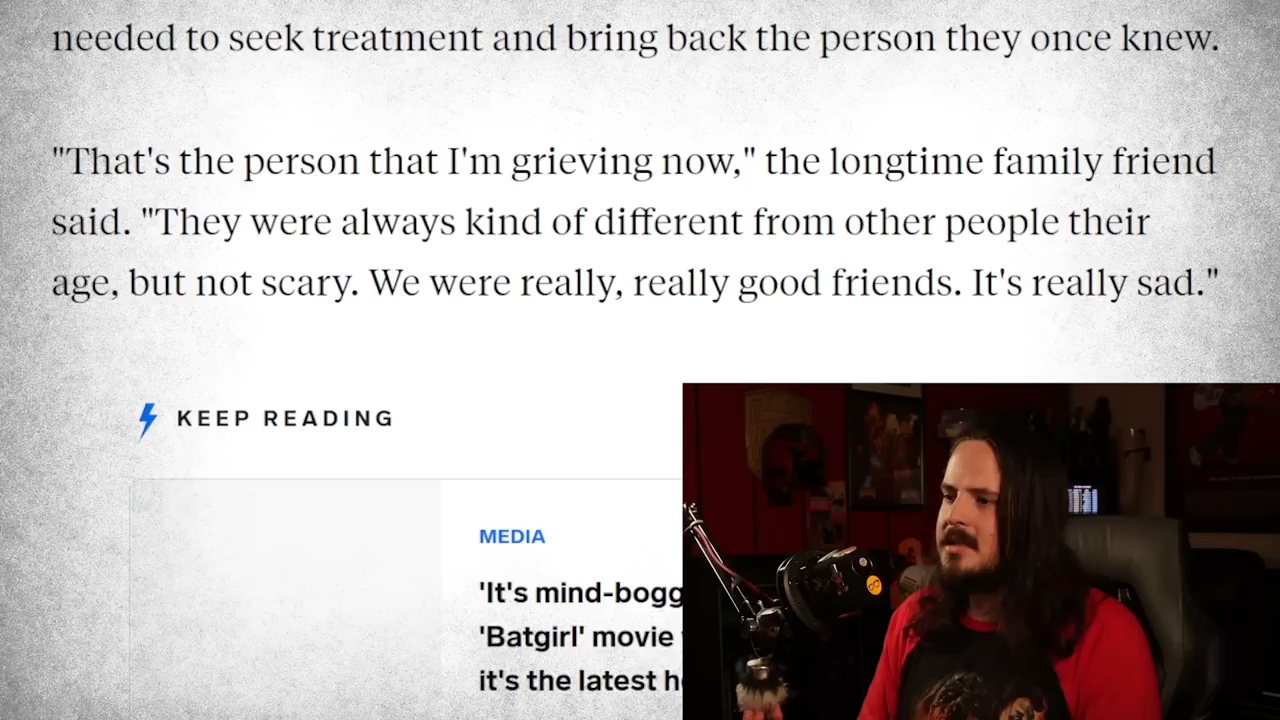 needed to seek treatment and bring back the person they once knew.
"That's the person that I'm grieving now," the longtime family friend
said. "They were always kind of different from other people their
age, but not scary. We were really, really good friends. It's really sad."
KEEP READING
MEDIA
'It's mind-bogg
'Batgirl' movie
it's the latest h